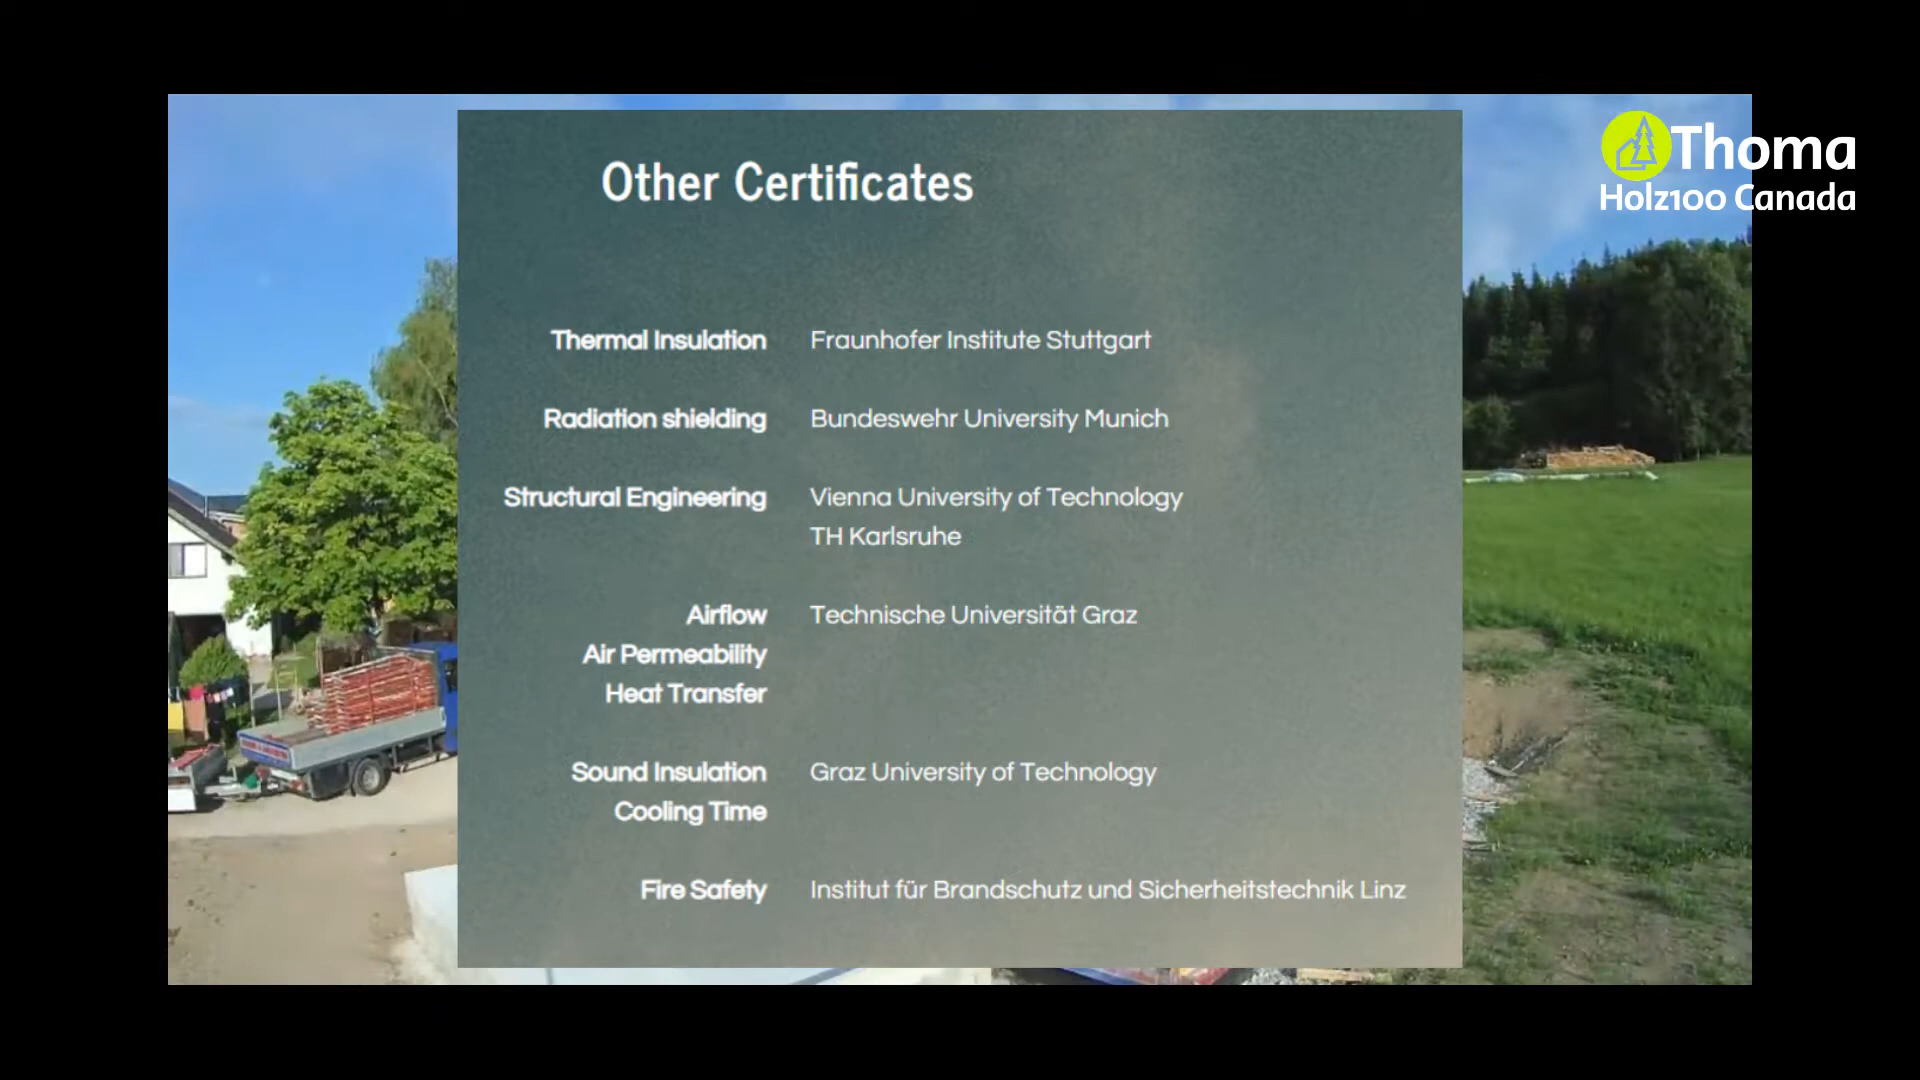 Thoma
Holz100 Canada
Other Certificates
Thermal Insulation Fraunhofer Institute Stuttgart
Radiation shielding Bundeswehr University Munich
Structural Engineering Vienna University of Technology
TH Karlsruhe
Airflow Technische Universität Graz
Air Permeability
Heat Transfer
Sound Insulation Graz University of Technology
Cooling Time
Fire Safety Institut für Brandschutz und Sicherheitstechnik Linz